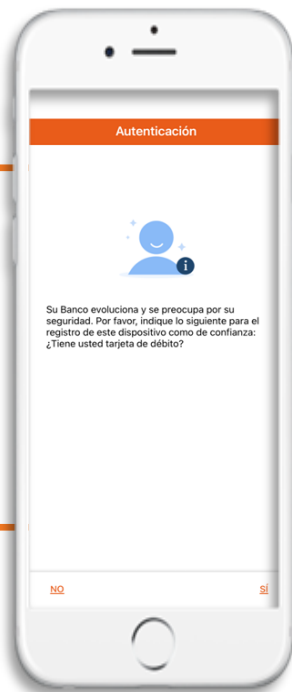 Autenticación
i
Su Banco evoluciona y se preocupa por su
seguridad. Por favor, indique lo siguiente para el
registro de este dispositivo como de confianza:
¿Tiene usted tarjeta de débito?
NO SÍ